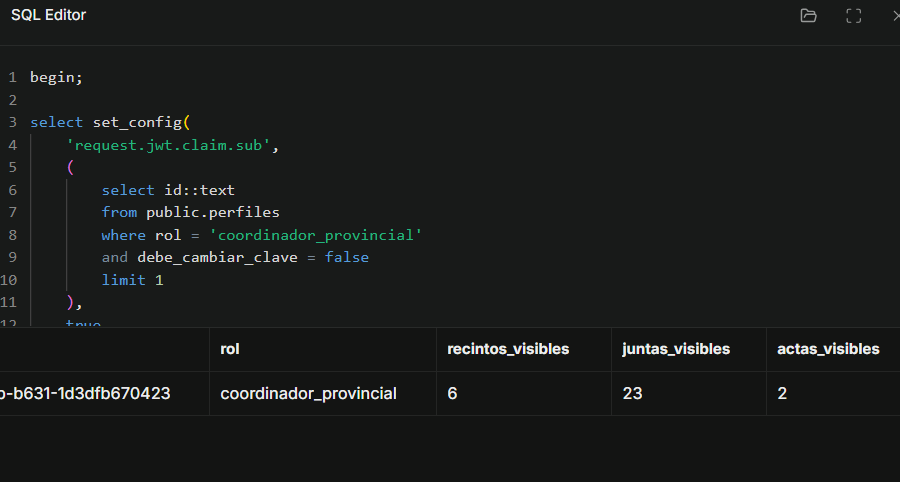 SQL Editor
1 begin;
2
3 select set_config(
4 'request.jwt.claim.sub',
5 (
6 select id::text
7 from public.perfiles
8 where rol = 'coordinador_provincial'
9 and debe_cambiar_clave = false
10 limit 1
11 ),
12 true
rol recintos_visibles juntas_visibles actas_visibles
-b631-1d3dfb670423 coordinador_provincial 6 23 2